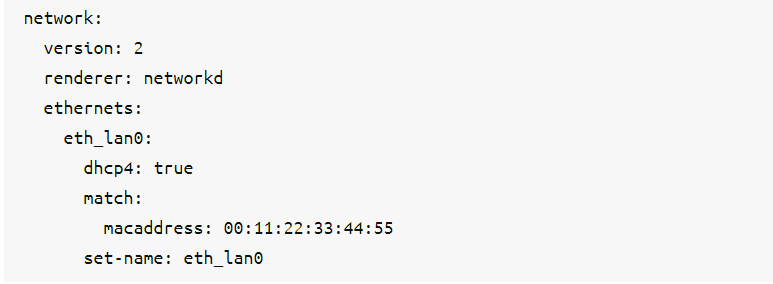 network:
  version: 2
  renderer: networkd
  ethernets:
    eth_lan0:
      dhcp4: true
      match:
        macaddress: 00:11:22:33:44:55
      set-name: eth_lan0